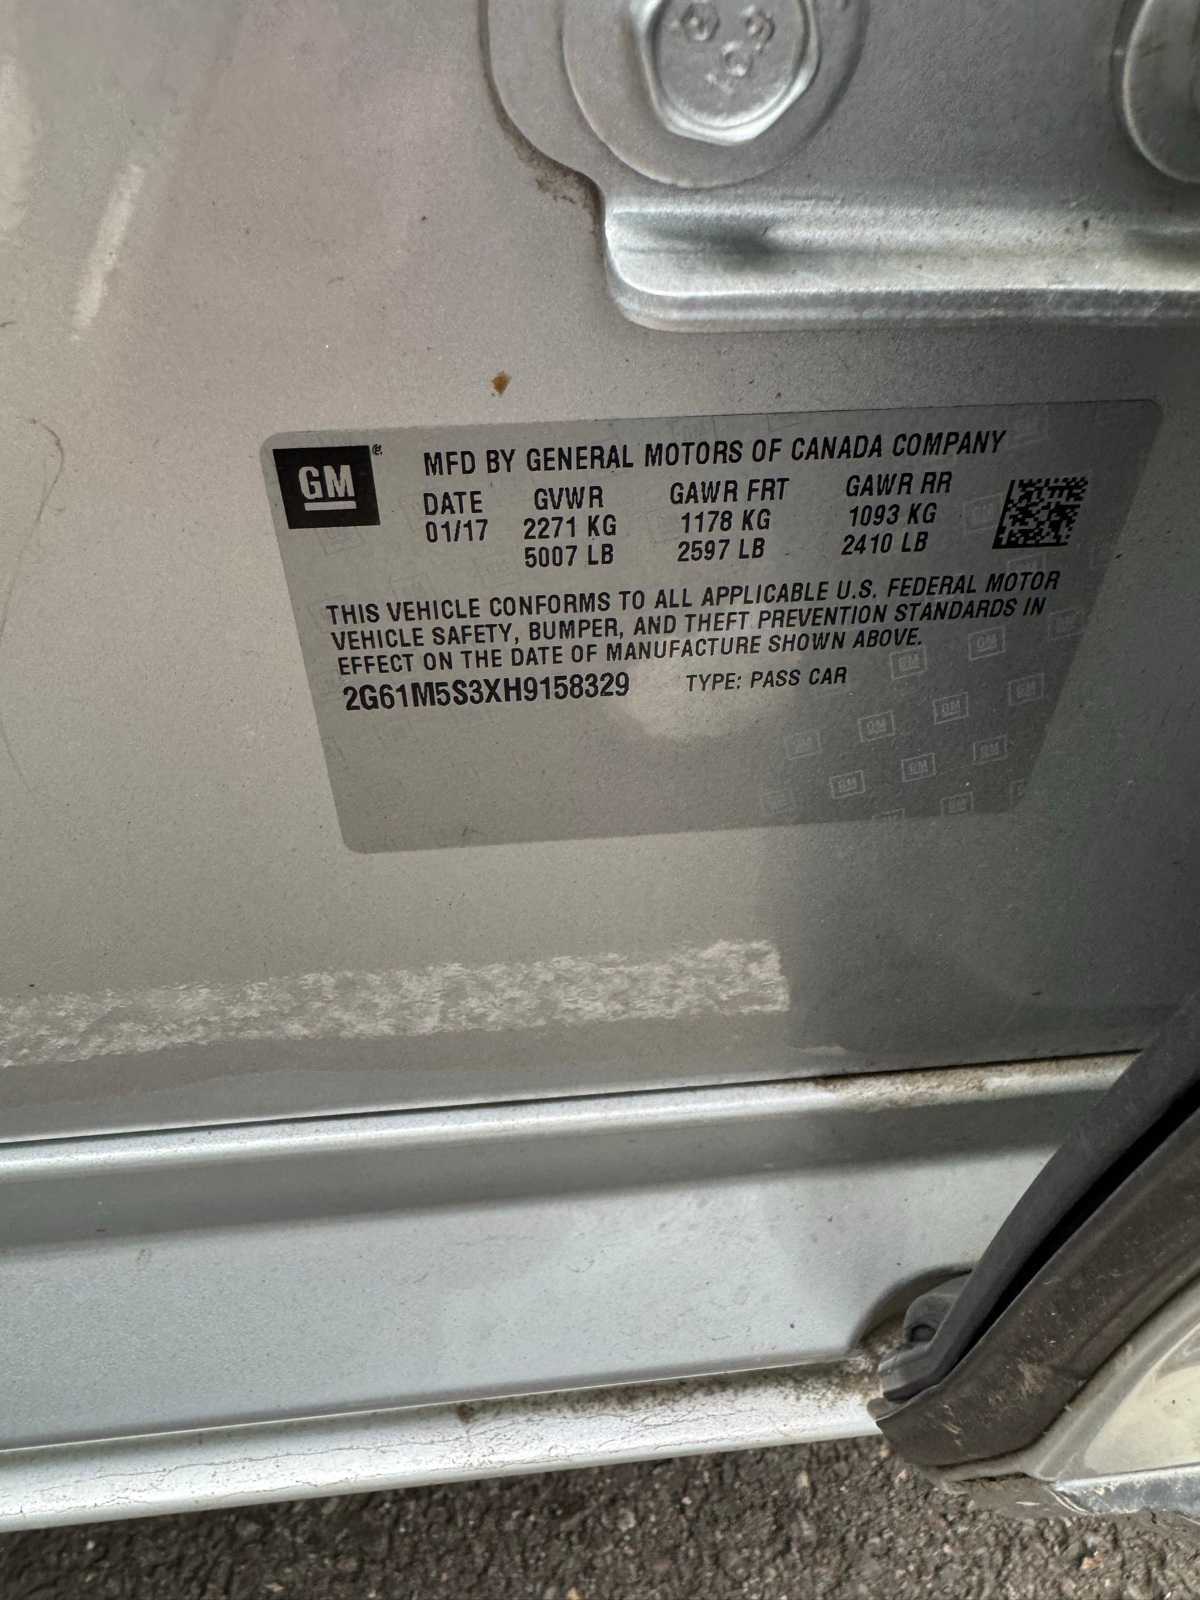 GM
MFD BY GENERAL MOTORS OF CANADA COMPANY
DATE GVWR GAWR FRT GAWR RR
01/17 2271 KG 1178 KG 1093 KG
5007 LB 2597 LB 2410 LB
THIS VEHICLE CONFORMS TO ALL APPLICABLE U.S. FEDERAL MOTOR
VEHICLE SAFETY, BUMPER, AND THEFT PREVENTION STANDARDS IN
EFFECT ON THE DATE OF MANUFACTURE SHOWN ABOVE.
2G61M5S3XH9158329 TYPE: PASS CAR